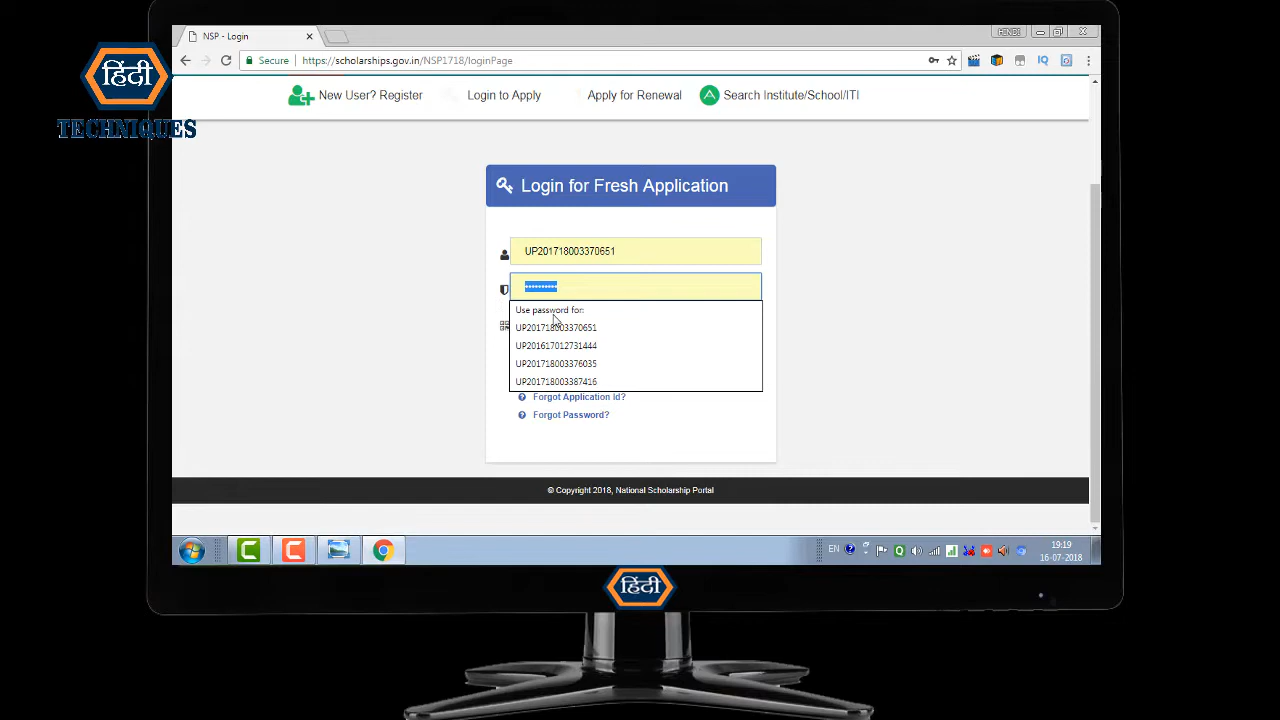 हिंदी
TECHNIQUES
NSP - Login
HINDI
Secure
https://scholarships.gov.in/NSP1718/loginPage
IQ
New User? Register
Login to Apply
Apply for Renewal
Search Institute/School/ITI
Login for Fresh Application
UP201718003370651
Use password for:
UP201718003370651
UP201617012731444
UP201718003376035
UP201718003387416
Forgot Application Id?
Forgot Password?
© Copyright 2018, National Scholarship Portal
EN
19:19
16-07-2018
हिंदी